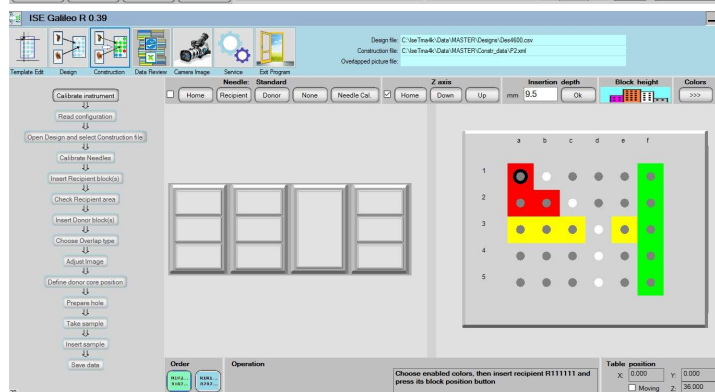 ISE Galileo R 0.39
Template Edit
Design
Construction
Data Review
Camera Image
Service
Exit Program
Design file: C:\IseTma4k\Data\MASTER\Designs\Des4600.csv
Construction file: C:\IseTma4k\Data\MASTER\Constr_data\F2.xml
Overlapped picture file:
Needle: Standard
Home Recipient Donor None Needle Cal.
Z axis
Home Down Up
Insertion depth
mm 9.5 Ok
Block height
Colors
>>>
Calibrate instrument
Read configuration
Open Design and select Construction file
Calibrate Needles
Insert Recipient block(s)
Check Recipient area
Insert Donor block(s)
Choose Overlap type
Adjust Image
Define donor core position
Prepare hole
Take sample
Insert sample
Save data
a b c d e f
1
2
3
4
5
Order
Operation
Choose enabled colors, then insert recipient R111111 and
press its block position button
Table position
X: 0.000 Y: 0.000
Moving Z: 36.000